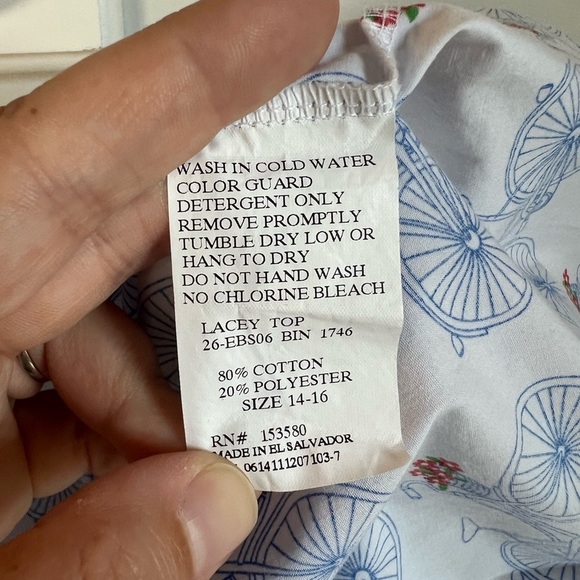 WASH IN COLD WATER
COLOR GUARD
DETERGENT ONLY
REMOVE PROMPTLY
TUMBLE DRY LOW OR
HANG TO DRY
DO NOT HAND WASH
NO CHLORINE BLEACH
LACEY TOP
26-EBS06 BIN 1746
80% COTTON
20% POLYESTER
SIZE 14-16
RN# 153580
MADE IN EL SALVADOR
0614111207103-7